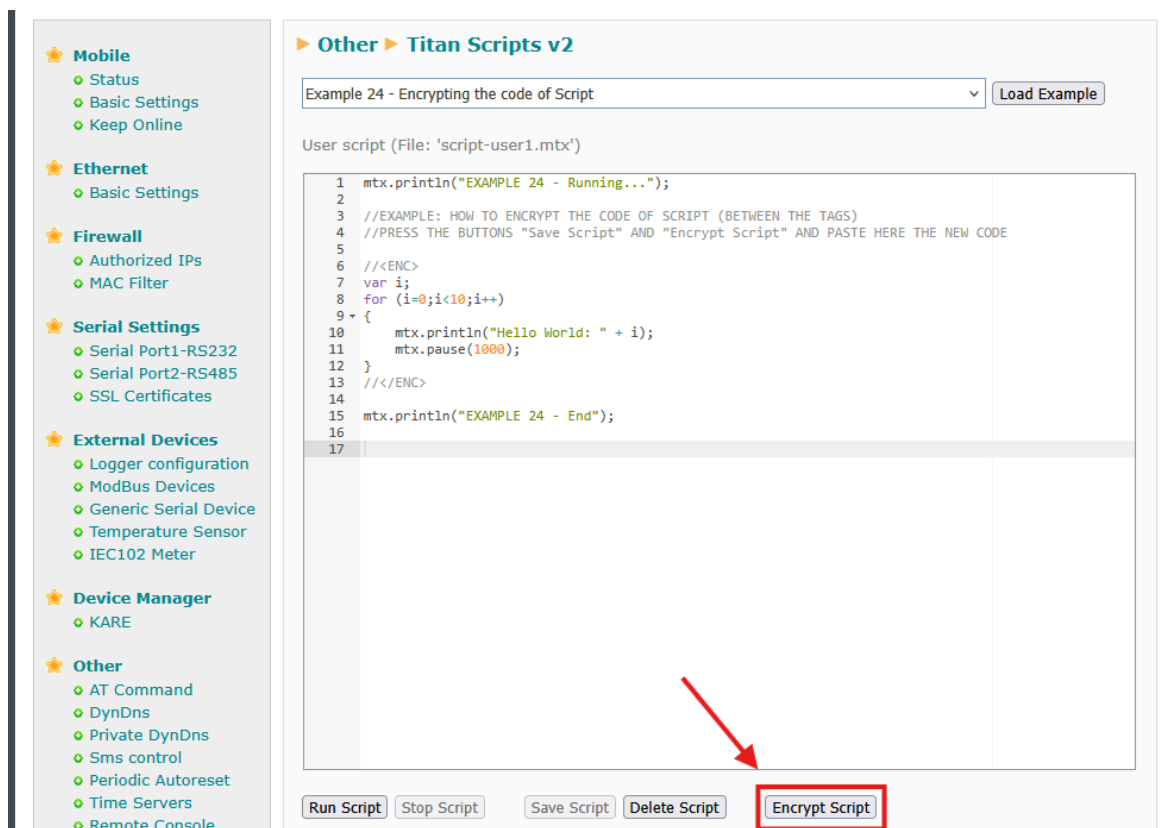 Mobile
Status
Basic Settings
Keep Online
Ethernet
Basic Settings
Firewall
Authorized IPs
MAC Filter
Serial Settings
Serial Port1-RS232
Serial Port2-RS485
SSL Certificates
External Devices
Logger configuration
ModBus Devices
Generic Serial Device
Temperature Sensor
IEC102 Meter
Device Manager
KARE
Other
AT Command
DynDns
Private DynDns
Sms control
Periodic Autoreset
Time Servers
Remote Console
Other Titan Scripts v2
Example 24 - Encrypting the code of Script Load Example
User script (File: 'script-user1.mtx')
1 mtx.println("EXAMPLE 24 - Running...");
2
3 //EXAMPLE: HOW TO ENCRYPT THE CODE OF SCRIPT (BETWEEN THE TAGS)
4 //PRESS THE BUTTONS "Save Script" AND "Encrypt Script" AND PASTE HERE THE NEW CODE
5
6 //<ENC>
7 var i;
8 for (i=0;i<10;i++)
9 {
10 mtx.println("Hello World: " + i);
11 mtx.pause(1000);
12 }
13 //</ENC>
14
15 mtx.println("EXAMPLE 24 - End");
16
17
Run Script Stop Script Save Script Delete Script Encrypt Script